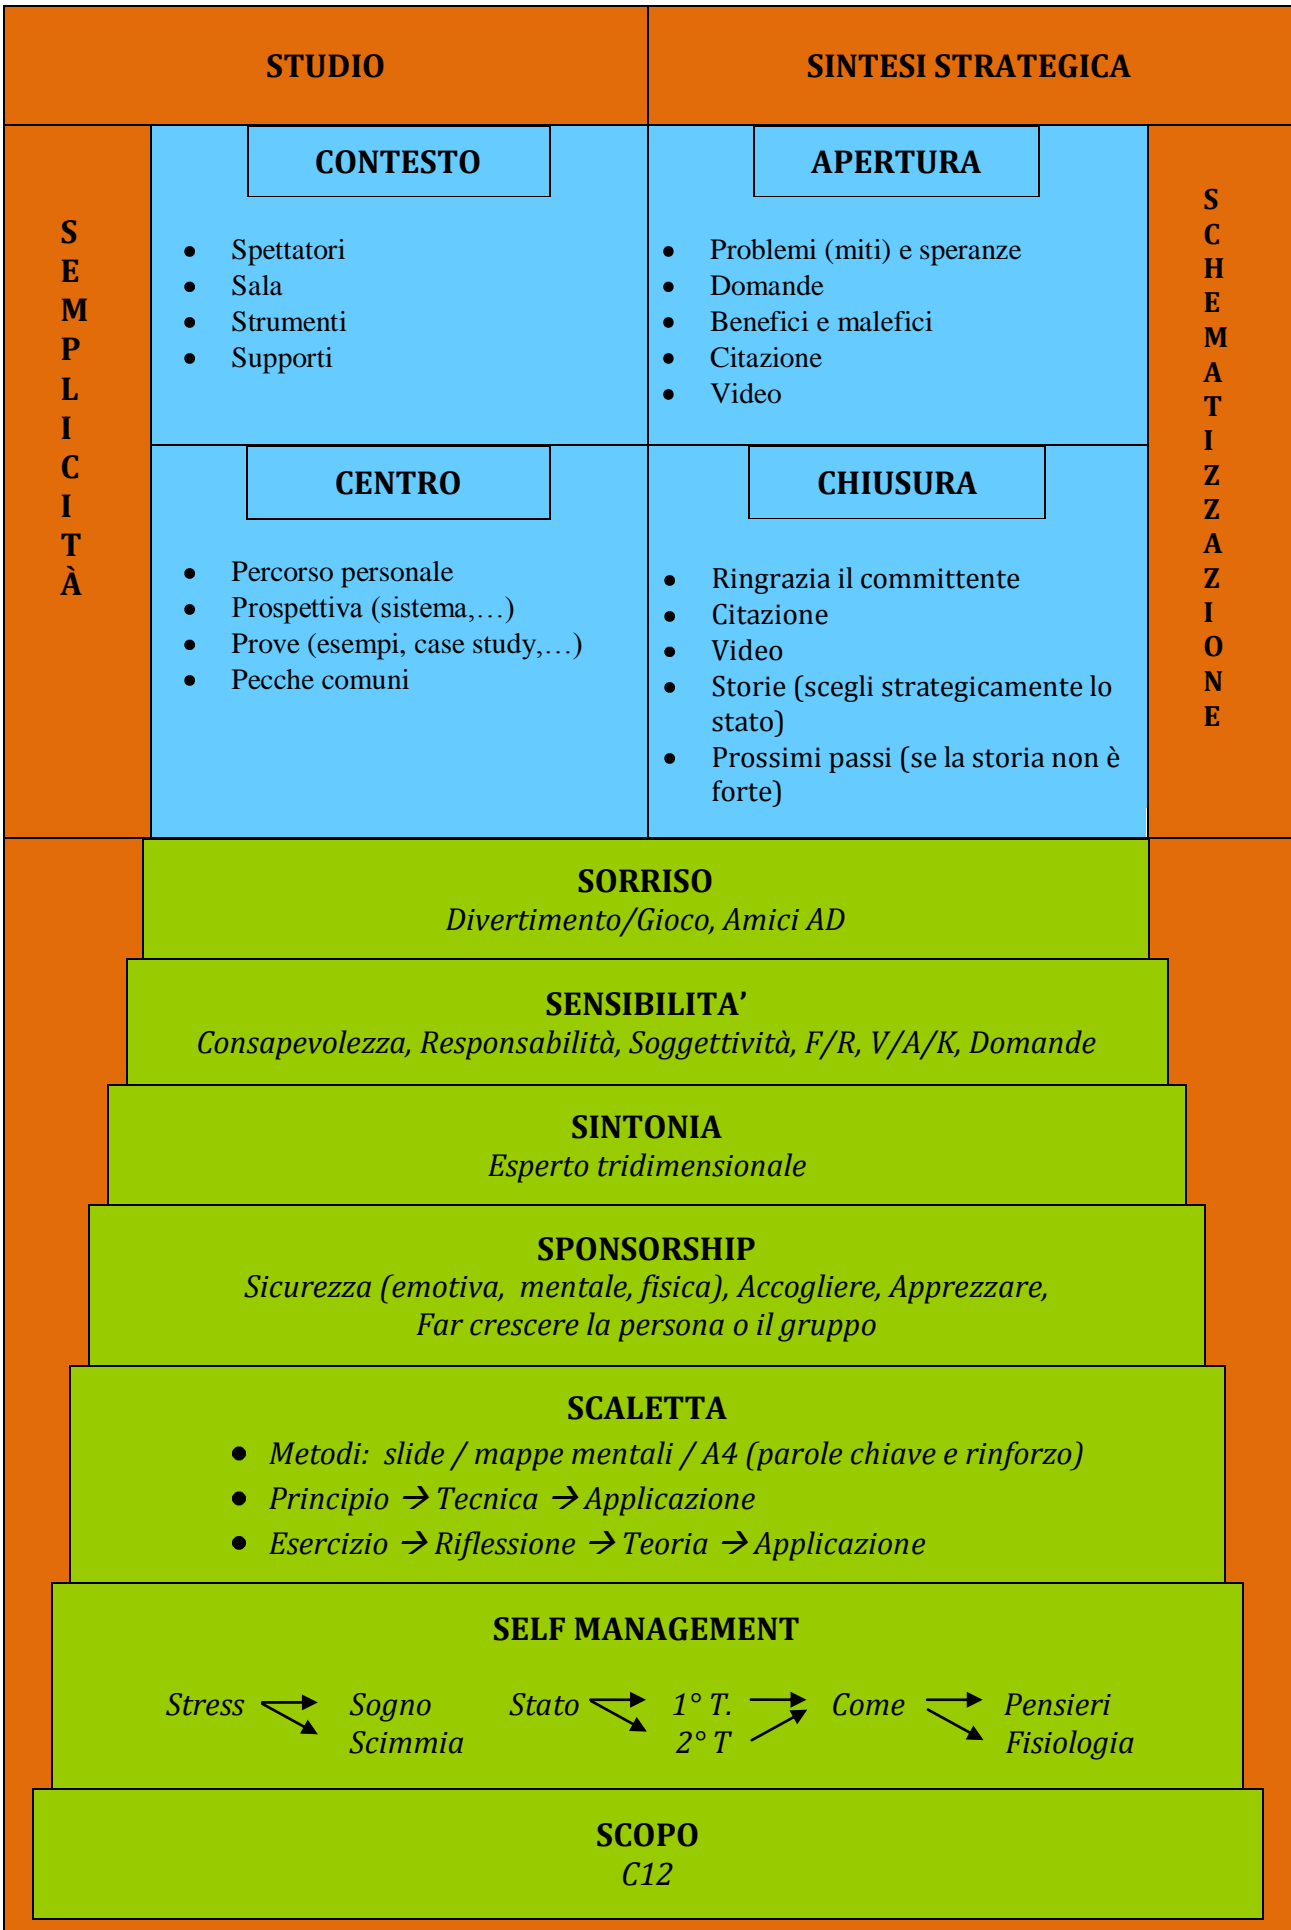 STUDIO
SINTESI STRATEGICA
SEMPLICITÀ
CONTESTO
• Spettatori
• Sala
• Strumenti
• Supporti
APERTURA
• Problemi (miti) e speranze
• Domande
• Benefici e malefici
• Citazione
• Video
SCHEMATIZZAZIONE
CENTRO
• Percorso personale
• Prospettiva (sistema,…)
• Prove (esempi, case study,…)
• Pecche comuni
CHIUSURA
• Ringrazia il committente
• Citazione
• Video
• Storie (scegli strategicamente lo
stato)
• Prossimi passi (se la storia non è
forte)
SORRISO
Divertimento/Gioco, Amici AD
SENSIBILITA’
Consapevolezza, Responsabilità, Soggettività, F/R, V/A/K, Domande
SINTONIA
Esperto tridimensionale
SPONSORSHIP
Sicurezza (emotiva, mentale, fisica), Accogliere, Apprezzare,
Far crescere la persona o il gruppo
SCALETTA
• Metodi: slide / mappe mentali / A4 (parole chiave e rinforzo)
• Principio → Tecnica → Applicazione
• Esercizio → Riflessione → Teoria → Applicazione
SELF MANAGEMENT
Stress Sogno Stato 1° T. Come Pensieri
Scimmia 2° T Fisiologia
SCOPO
C12